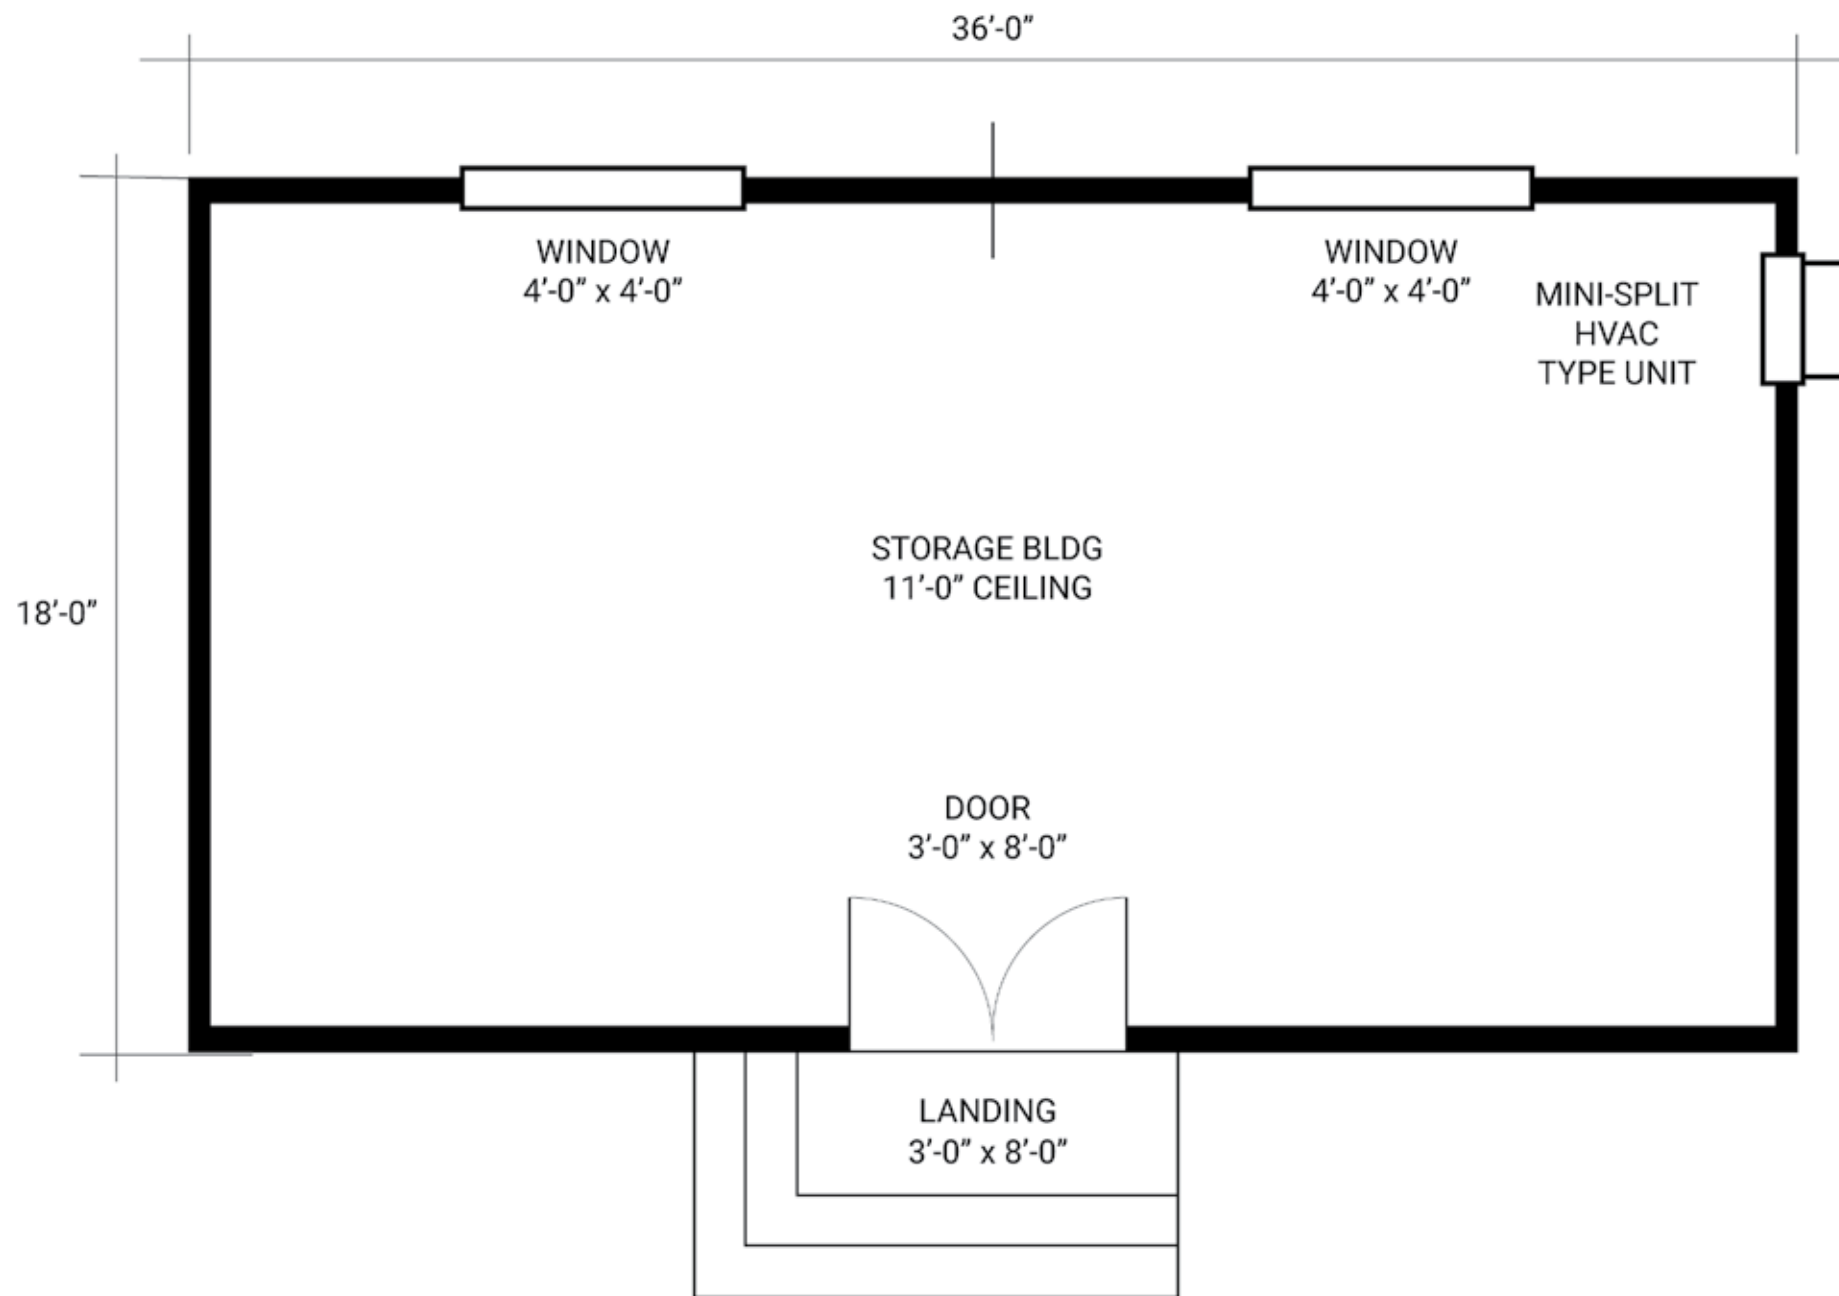 36’-0”
WINDOW
4’-0” x 4’-0”
WINDOW
4’-0” x 4’-0”
MINI-SPLIT
HVAC
TYPE UNIT
STORAGE BLDG
11’-0” CEILING
18’-0”
DOOR
3’-0” x 8’-0”
LANDING
3’-0” x 8’-0”